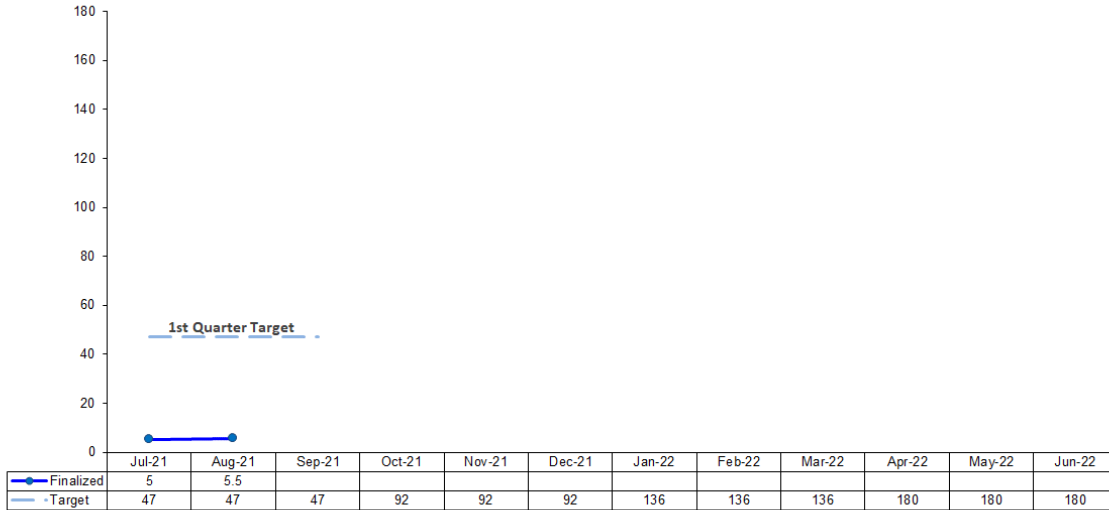 180
160
140
120
100
80
60
1st Quarter Target
40
20
0
Jul-21 Aug-21 Sep-21 Oct-21 Nov-21 Dec-21 Jan-22 Feb-22 Mar-22 Apr-22 May-22 Jun-22
Finalized 5 5.5
Target 47 47 47 92 92 92 136 136 136 180 180 180